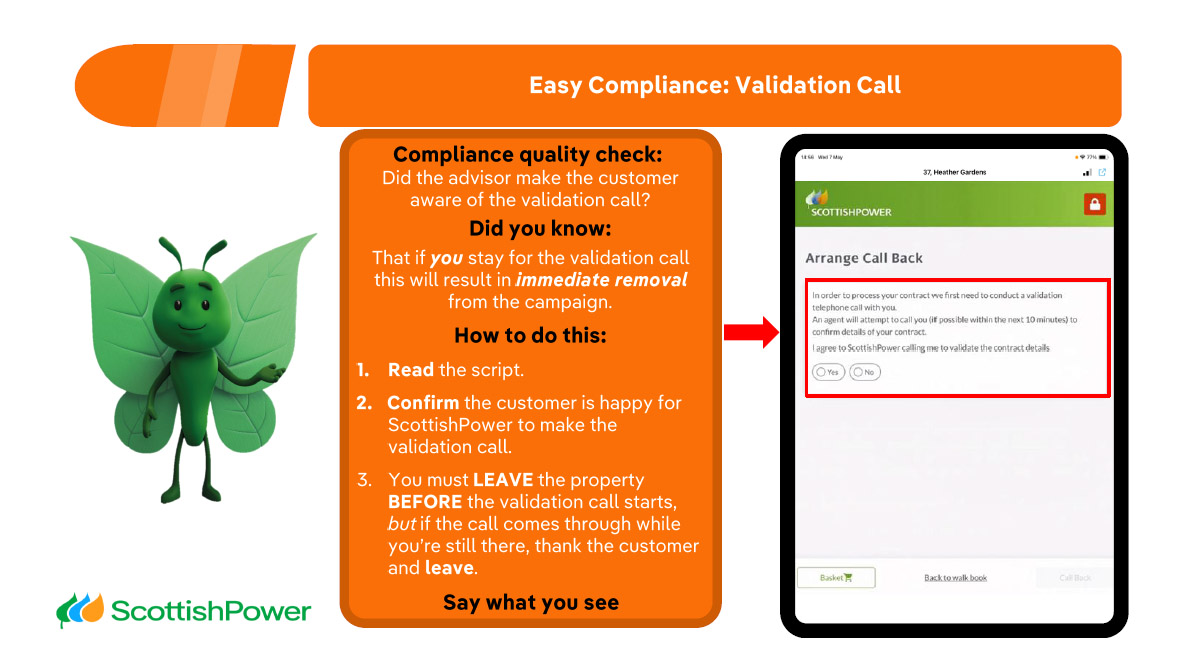 Easy Compliance: Validation Call
Compliance quality check:
Did the advisor make the customer
aware of the validation call?
Did you know:
That if you stay for the validation call
this will result in immediate removal
from the campaign.
How to do this:
1. Read the script.
2. Confirm the customer is happy for
ScottishPower to make the
validation call.
3. You must LEAVE the property
BEFORE the validation call starts,
but if the call comes through while
you're still there, thank the customer
and leave.
Say what you see
ScottishPower
Wed 7 May
77%
37, Heather Gardens
SCOTTISHPOWER
Arrange Call Back
In order to process your contract we first need to conduct a validation
telephone call with you.
An agent will attempt to call you (if possible within the next 10 minutes) to
confirm details of your contract.
I agree to ScottishPower calling me to validate the contract details
Yes No
Basket
Back to walk book
Call Back